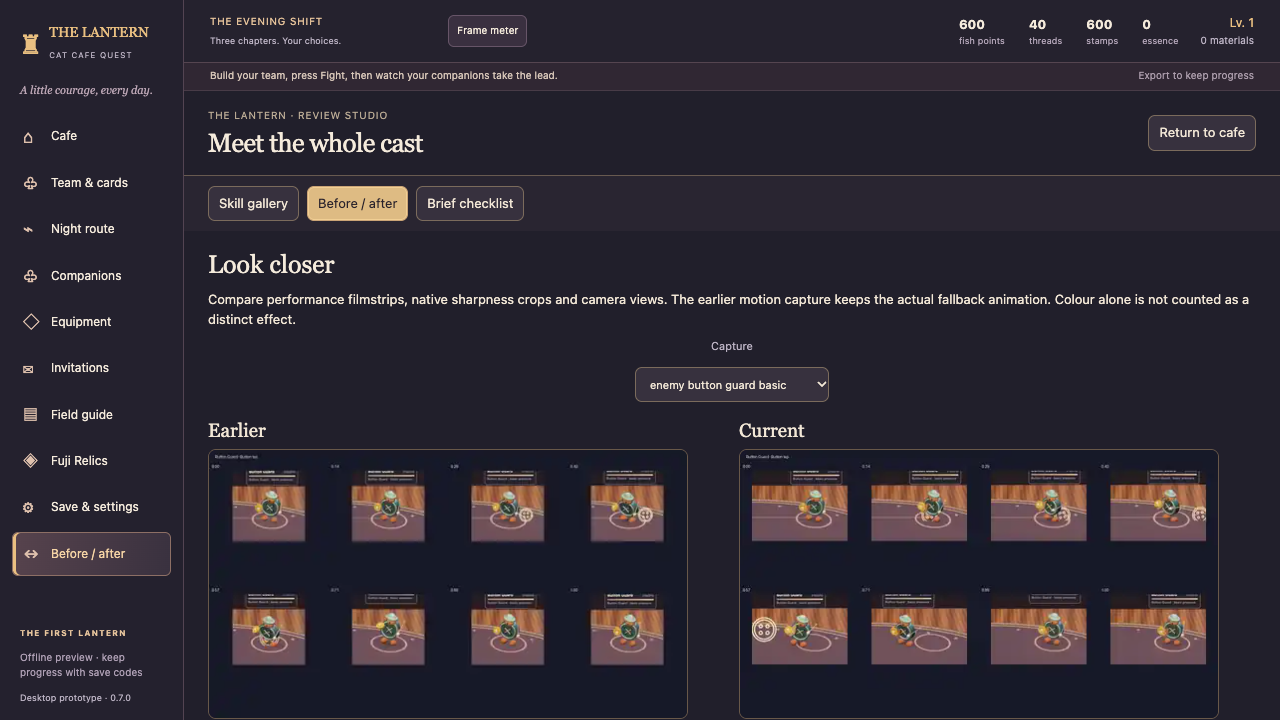 THE LANTERN
CAT CAFE QUEST
A little courage, every day.
Cafe
Team & cards
Night route
Companions
Equipment
Invitations
Field guide
Fuji Relics
Save & settings
Before / after
THE FIRST LANTERN
Offline preview · keep
progress with save codes
Desktop prototype · 0.7.0
THE EVENING SHIFT
Three chapters. Your choices.
Frame meter
600
fish points
40
threads
600
stamps
0
essence
Lv. 1
0 materials
Build your team, press Fight, then watch your companions take the lead.
Export to keep progress
THE LANTERN · REVIEW STUDIO
Meet the whole cast
Return to cafe
Skill gallery
Before / after
Brief checklist
Look closer
Compare performance filmstrips, native sharpness crops and camera views. The earlier motion capture keeps the actual fallback animation. Colour alone is not counted as a
distinct effect.
Capture
enemy button guard basic
Earlier
Current